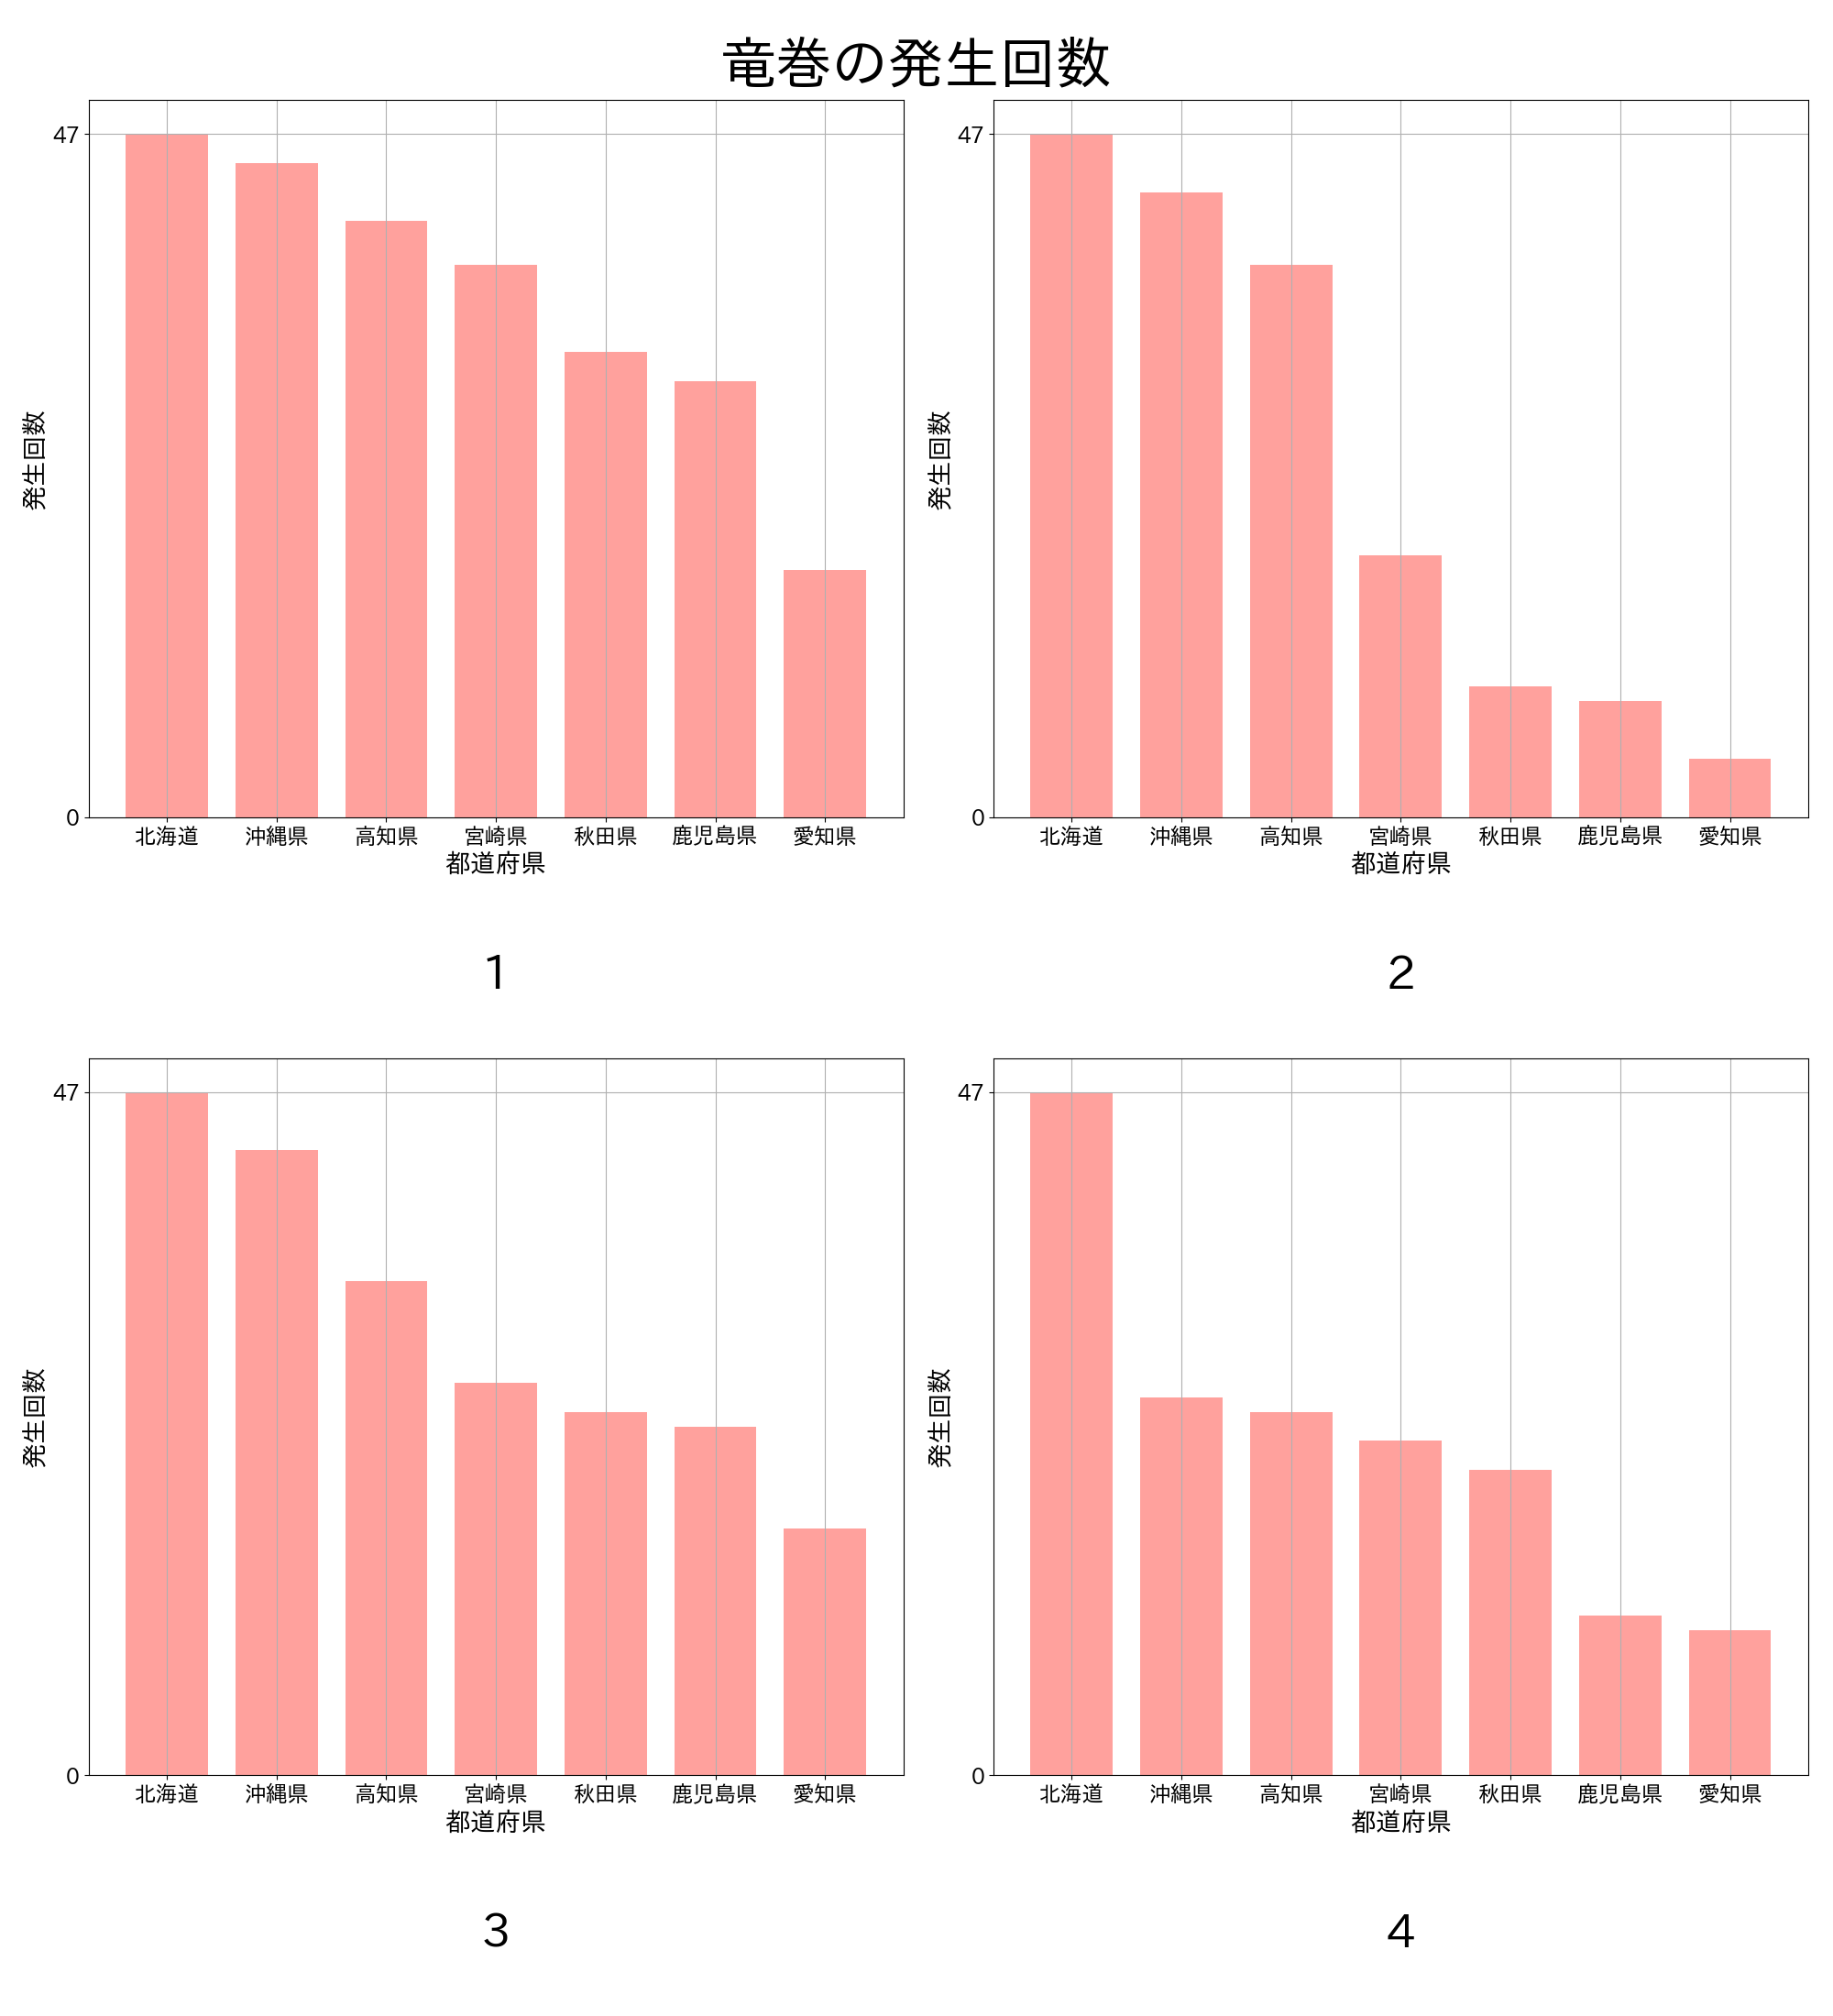 竜巻の発生回数
47
0
発生回数
北海道 沖縄県 高知県 宮崎県 秋田県 鹿児島県 愛知県
都道府県
1
47
0
発生回数
北海道 沖縄県 高知県 宮崎県 秋田県 鹿児島県 愛知県
都道府県
2
47
0
発生回数
北海道 沖縄県 高知県 宮崎県 秋田県 鹿児島県 愛知県
都道府県
3
47
0
発生回数
北海道 沖縄県 高知県 宮崎県 秋田県 鹿児島県 愛知県
都道府県
4